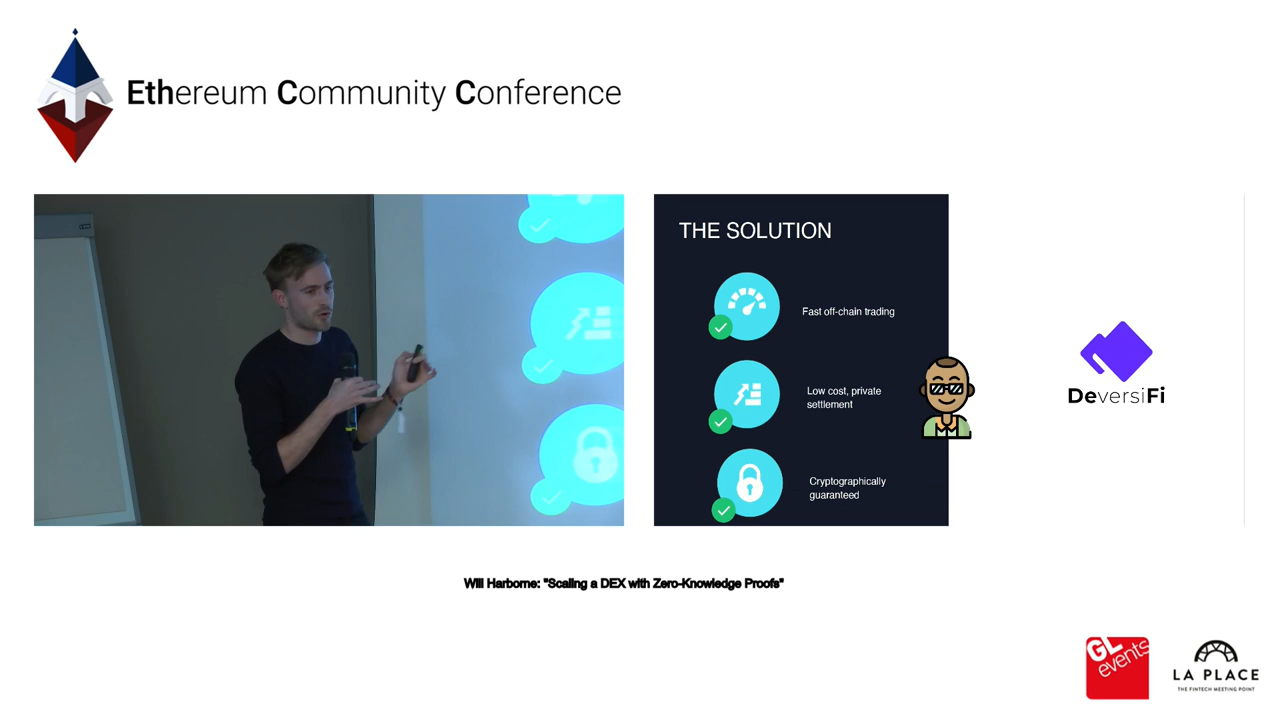 Ethereum Community Conference
THE SOLUTION
Fast off-chain trading
Low cost, private
settlement
Cryptographically
guaranteed
DeversiFi
Will Harborne: "Scaling a DEX with Zero-Knowledge Proofs"
GL
events
LA PLACE
THE FINTECH MEETING POINT